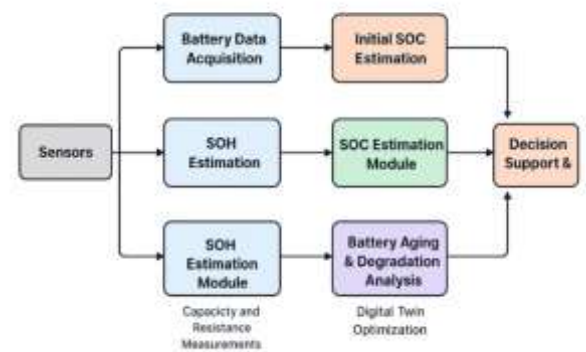 Battery Data
Acquisition
Initial SOC
Estimation
Sensors
SOH
Estimation
SOC Estimation
Module
Decision
Support &
SOH
Estimation
Module
Battery Aging
& Degradation
Analysis
Capacicty and
Resistance
Measurements
Digital Twin
Optimization